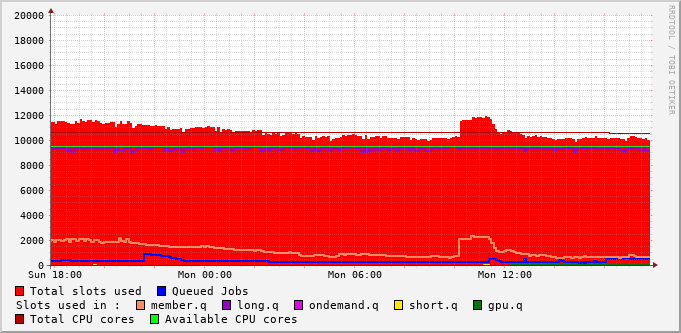 RRDTOOL / TOBI OETIKER
20000
18000
16000
14000
12000
10000
8000
6000
4000
2000
0
Sun 18:00 Mon 00:00 Mon 06:00 Mon 12:00
Total slots used Queued Jobs
Slots used in : member.q long.q ondemand.q short.q gpu.q
Total CPU cores Available CPU cores